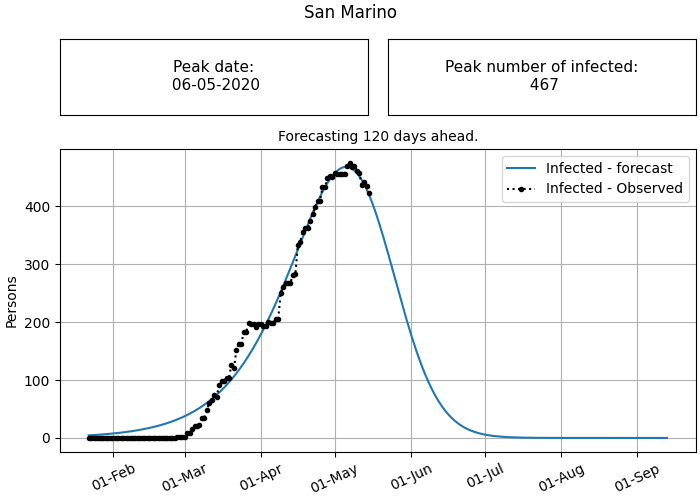 San Marino
Peak date:
06-05-2020
Peak number of infected:
467
Forecasting 120 days ahead.
Infected - forecast
Infected - Observed
Persons
400
300
200
100
0
01-Feb
01-Mar
01-Apr
01-May
01-Jun
01-Jul
01-Aug
01-Sep